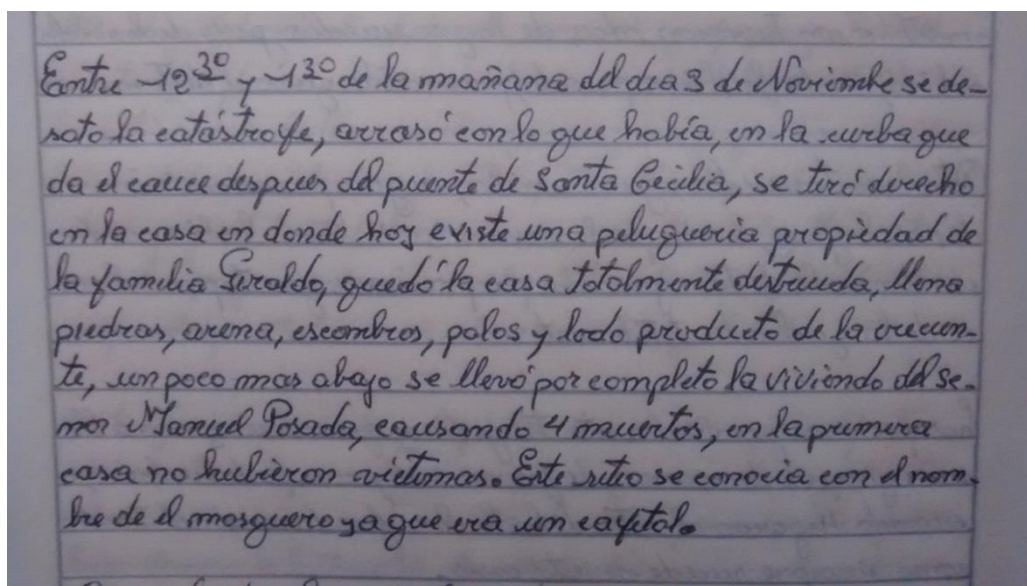 Entre 12³⁰ y 1³⁰ de la mañana del dia 3 de Noviembre se de-
sato la catástrofe, arrasó con lo que había, en la curba que
da el cauce despues del puente de Santa Cecilia, se tiró derecho
en la casa en donde hoy existe una peluqueria propiedad de
la familia Giraldo, quedó la casa totalmente destruida, llena
piedras, arena, escombros, palos y lodo producto de la crecien-
te, un poco mas abajo se llevó por completo la vivienda del se-
ñor Manuel Posada, causando 4 muertos, en la primera
casa no hubieron victimas. Este sitio se conocia con el nom-
bre de el mosquero ya que era un cafetal.